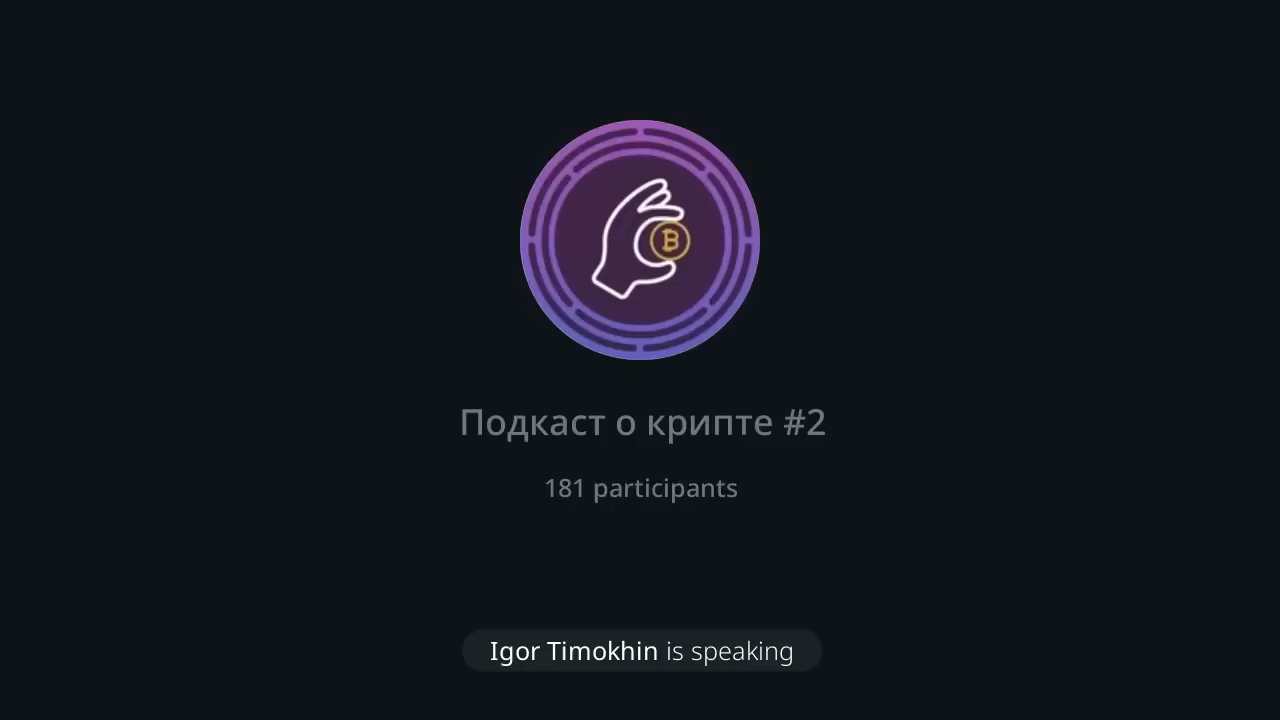 Подкаст о крипте #2
181 participants
Igor Timokhin is speaking